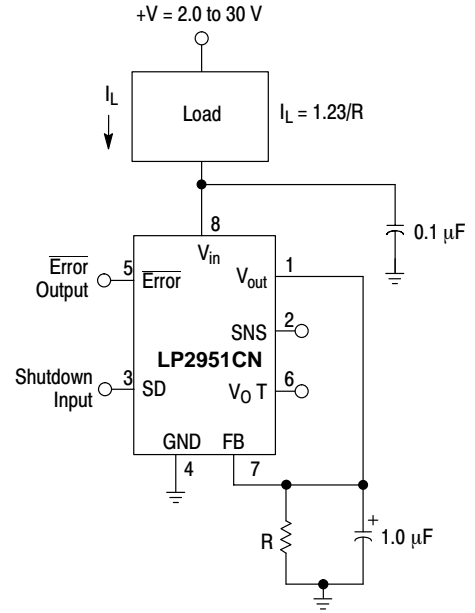 +V = 2.0 to 30 V
I_L
Load
I_L = 1.23/R
8
V_in
0.1 μF
Error
Output
5
Error
V_out
1
SNS
2
LP2951CN
Shutdown
Input
3
SD
V_O T
6
GND
FB
4
7
R
+
1.0 μF